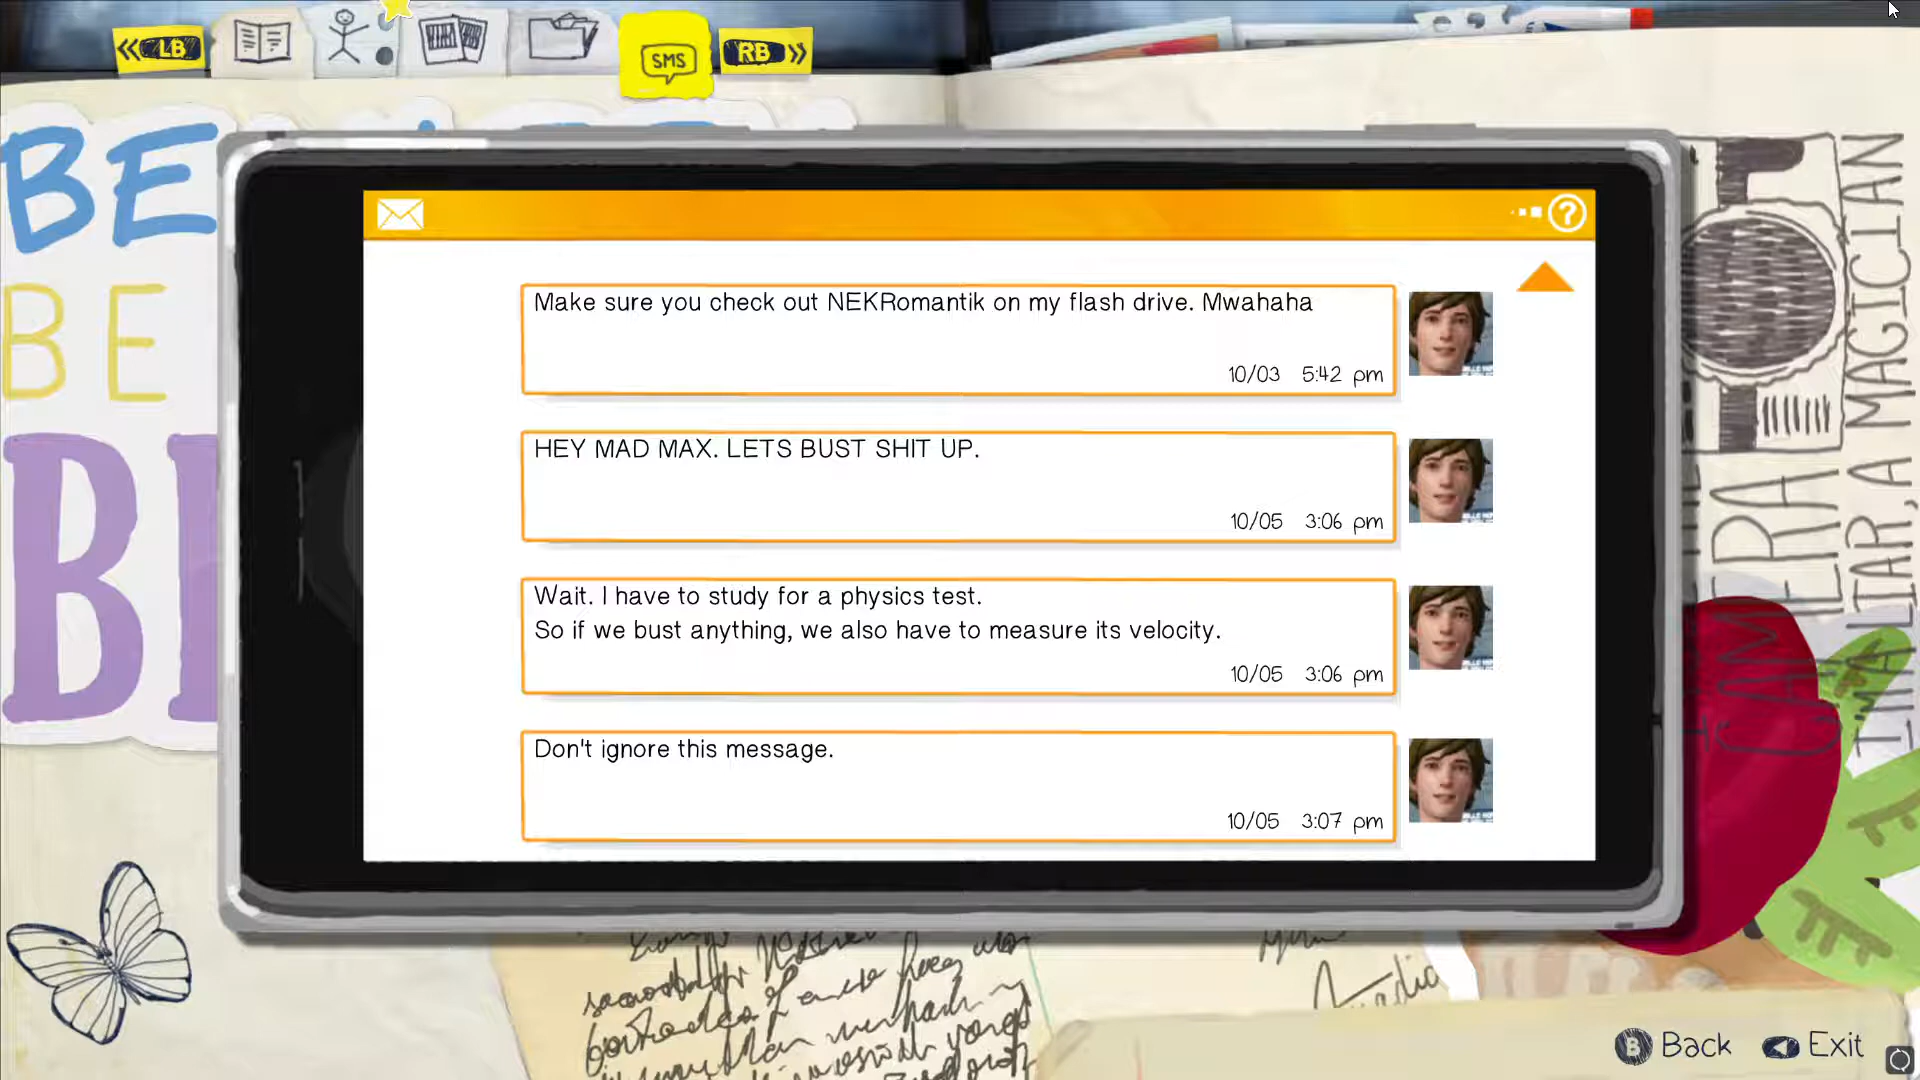 LB
SMS
RB
BE
BE
Make sure you check out NEKRomantik on my flash drive. Mwahaha
10/03 5:42 pm
HEY MAD MAX. LETS BUST SHIT UP.
10/05 3:06 pm
Wait. I have to study for a physics test.
So if we bust anything, we also have to measure its velocity.
10/05 3:06 pm
Don't ignore this message.
10/05 3:07 pm
CAMERA
LIAR, A MAGICIAN
B Back
Exit